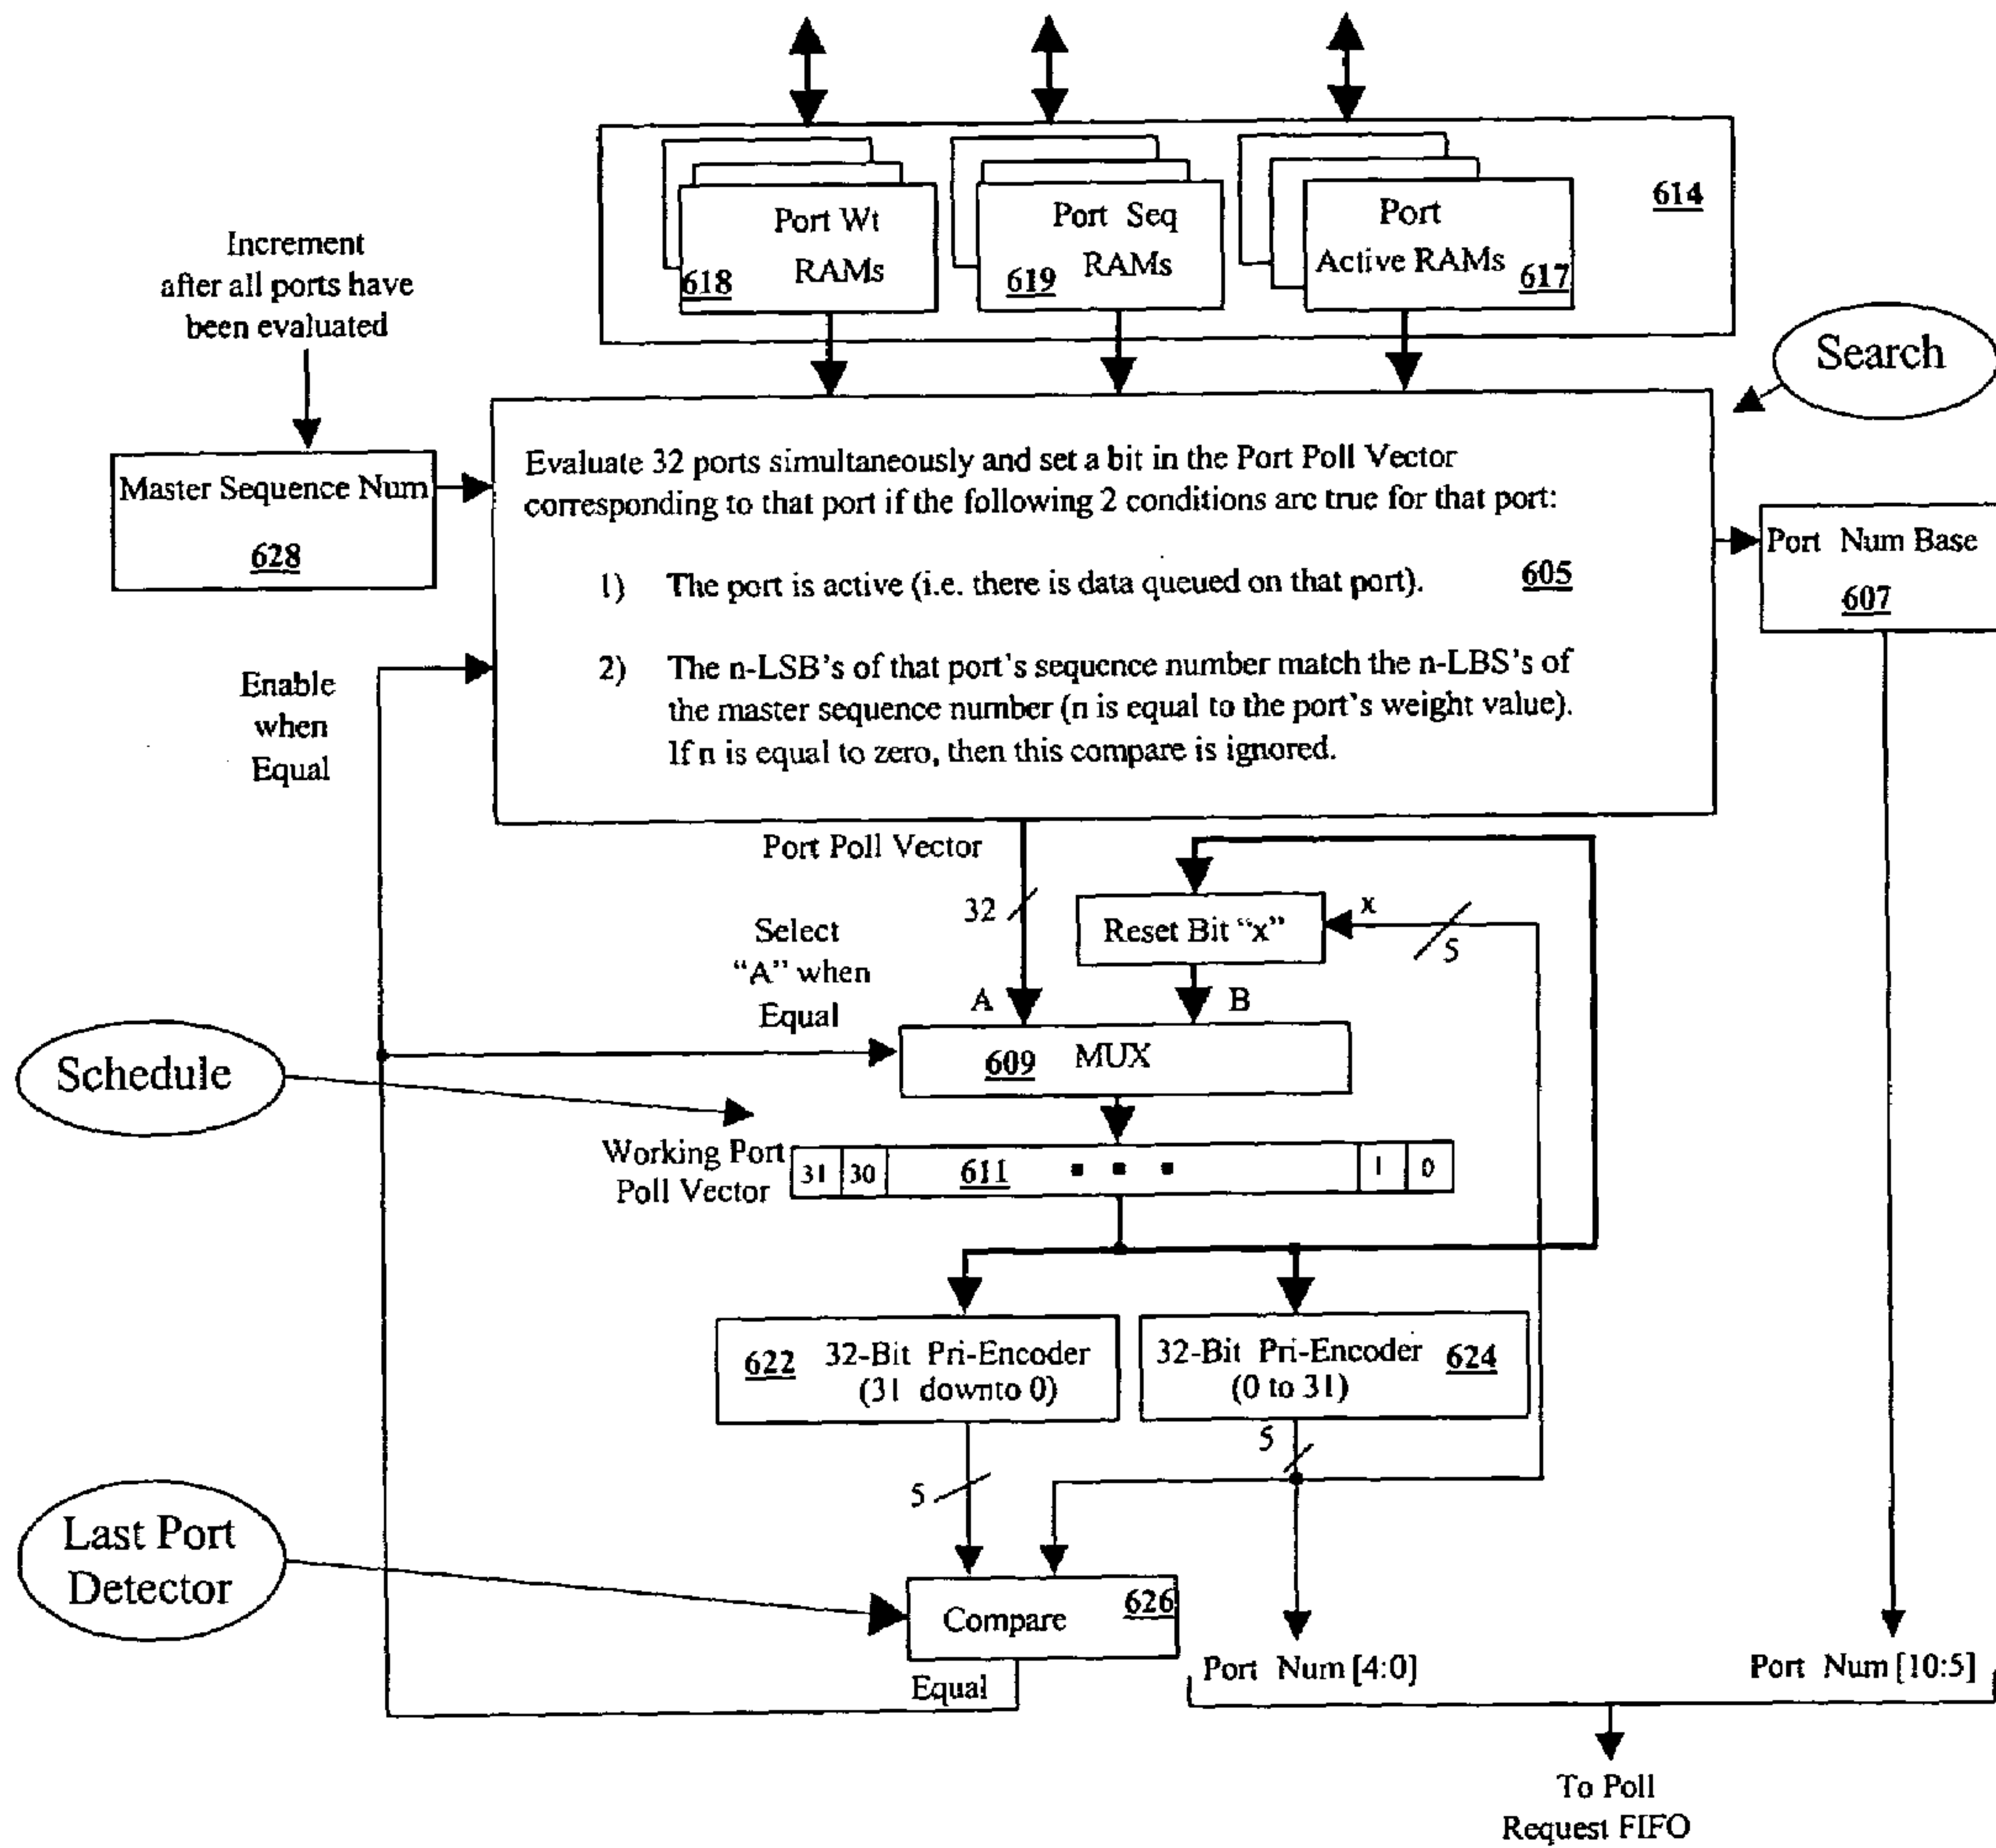 Port Wt
RAMs
618
Port Seq
RAMs
619
Port
Active RAMs
617
614
Increment
after all ports have
been evaluated
Search
Master Sequence Num
628
Evaluate 32 ports simultaneously and set a bit in the Port Poll Vector
corresponding to that port if the following 2 conditions are true for that port:
1) The port is active (i.e. there is data queued on that port).
605
2) The n-LSB's of that port's sequence number match the n-LBS's of
the master sequence number (n is equal to the port's weight value).
If n is equal to zero, then this compare is ignored.
Port Num Base
607
Enable
when
Equal
Port Poll Vector
32
Reset Bit "x"
x
5
Select
"A" when
Equal
A
B
609 MUX
Schedule
Working Port
Poll Vector
31 30 611 ▪ ▪ ▪ 1 0
622 32-Bit Pri-Encoder
(31 downto 0)
32-Bit Pri-Encoder 624
(0 to 31)
5
5
Last Port
Detector
Compare
626
Equal
Port Num [4:0]
Port Num [10:5]
To Poll
Request FIFO